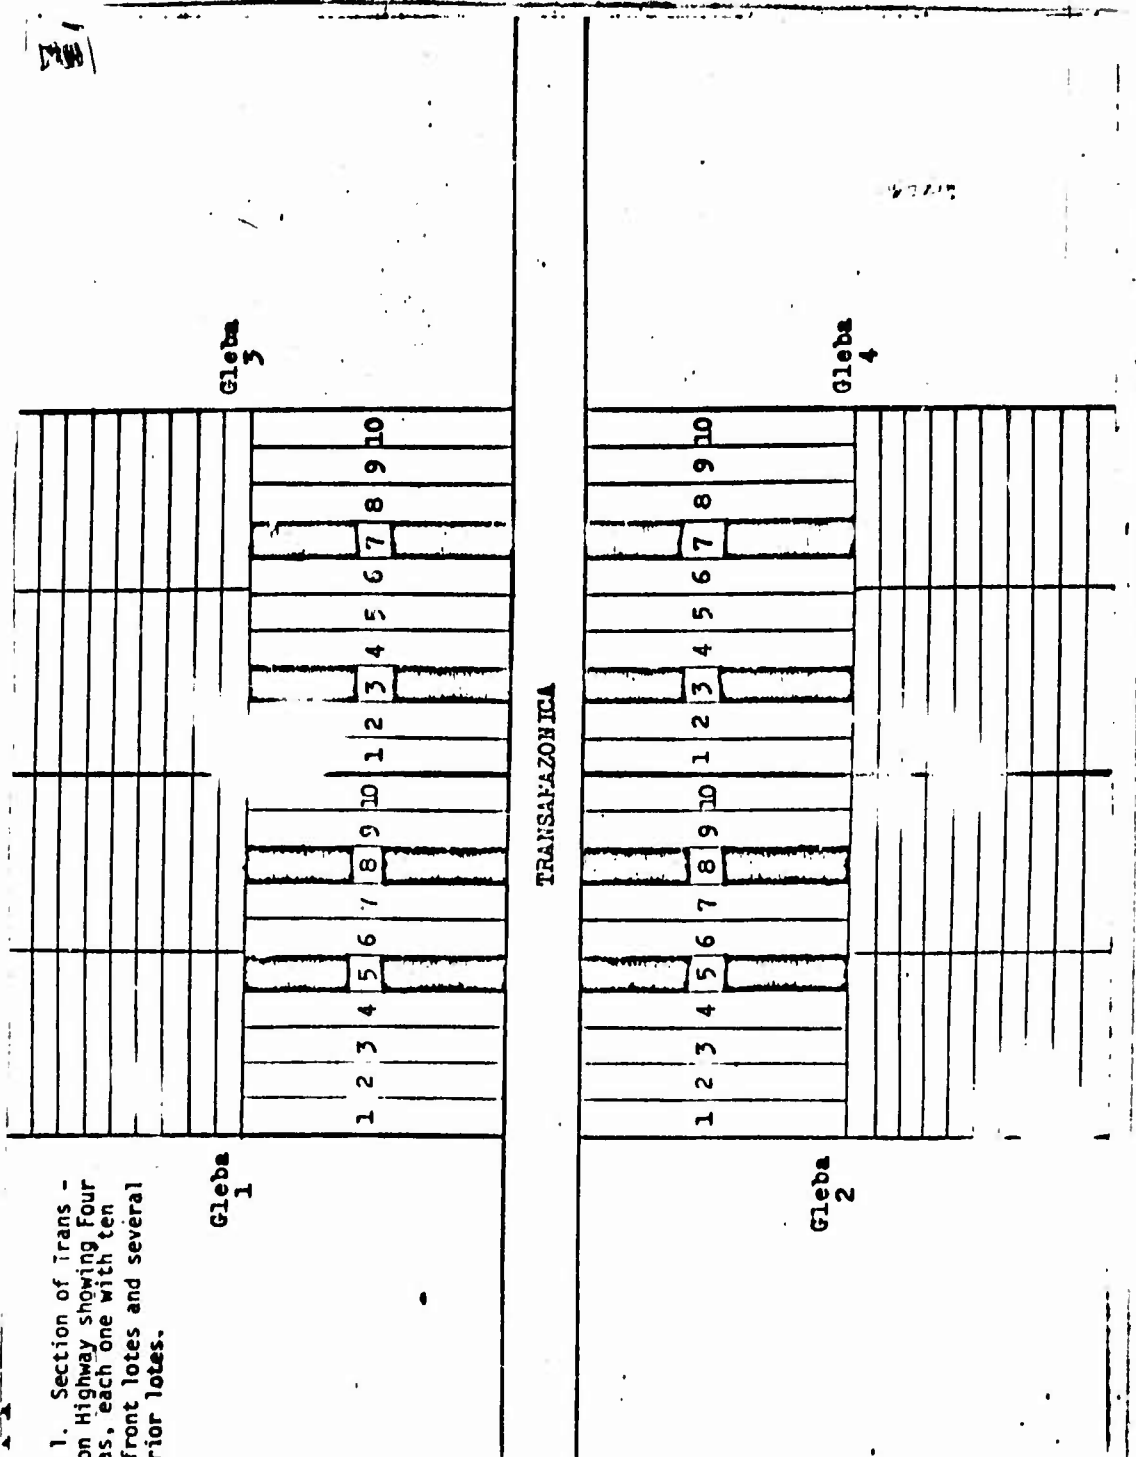 1. Section of Trans -
on Highway showing Four
as, each one with ten
front lotes and several
rior lotes.
Gleba
1
1 2 3 4 5 6 7 8 9 10
Gleba
3
1 2 3 4 5 6 7 8 9 10
TRANSAMAZONICA
Gleba
2
1 2 3 4 5 6 7 8 9 10
Gleba
4
1 2 3 4 5 6 7 8 9 10